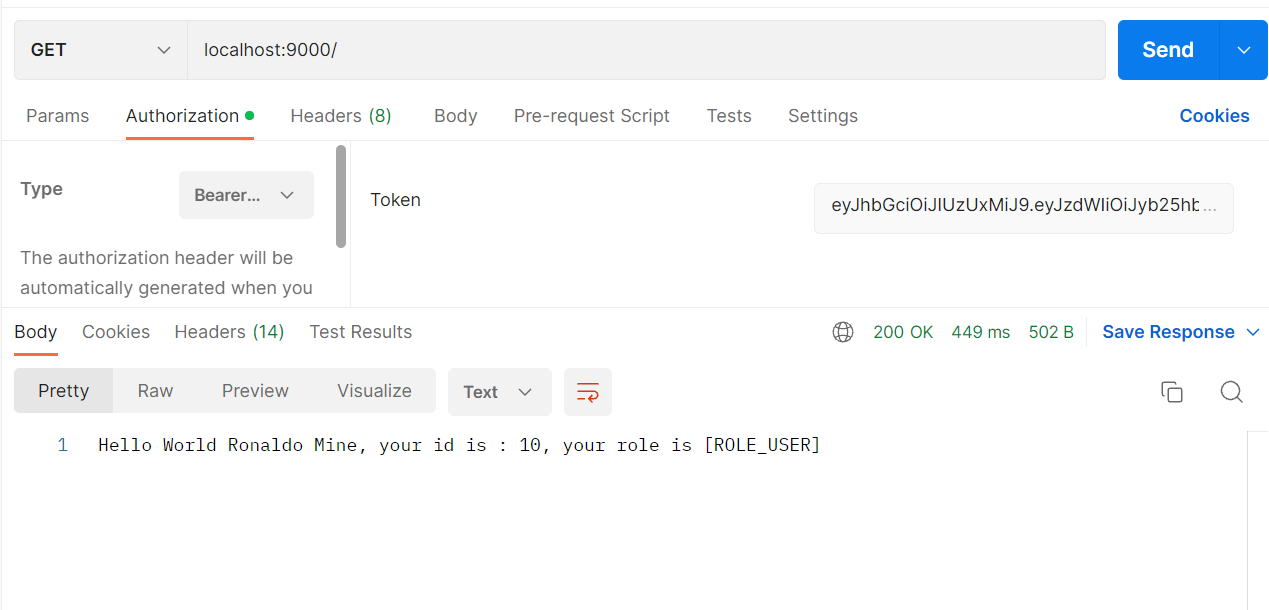 GET localhost:9000/ Send
Params Authorization Headers (8) Body Pre-request Script Tests Settings Cookies
Type Bearer... Token eyJhbGciOiJIUzUxMiJ9.eyJzdWIiOiJyb25hb...
The authorization header will be
automatically generated when you
Body Cookies Headers (14) Test Results 200 OK 449 ms 502 B Save Response
Pretty Raw Preview Visualize Text
1 Hello World Ronaldo Mine, your id is : 10, your role is [ROLE_USER]